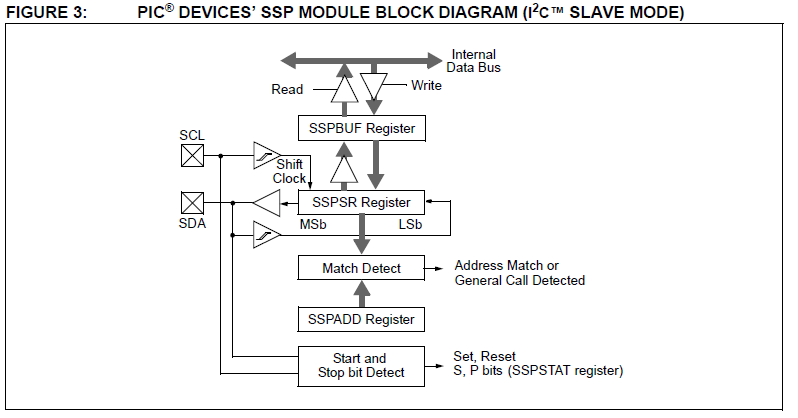 FIGURE 3: PIC® DEVICES' SSP MODULE BLOCK DIAGRAM (I²C™ SLAVE MODE)
Internal
Data Bus
Read
Write
SSPBUF Register
SCL
Shift
Clock
SSPSR Register
SDA
MSb
LSb
Match Detect
Address Match or
General Call Detected
SSPADD Register
Start and
Stop bit Detect
Set, Reset
S, P bits (SSPSTAT register)